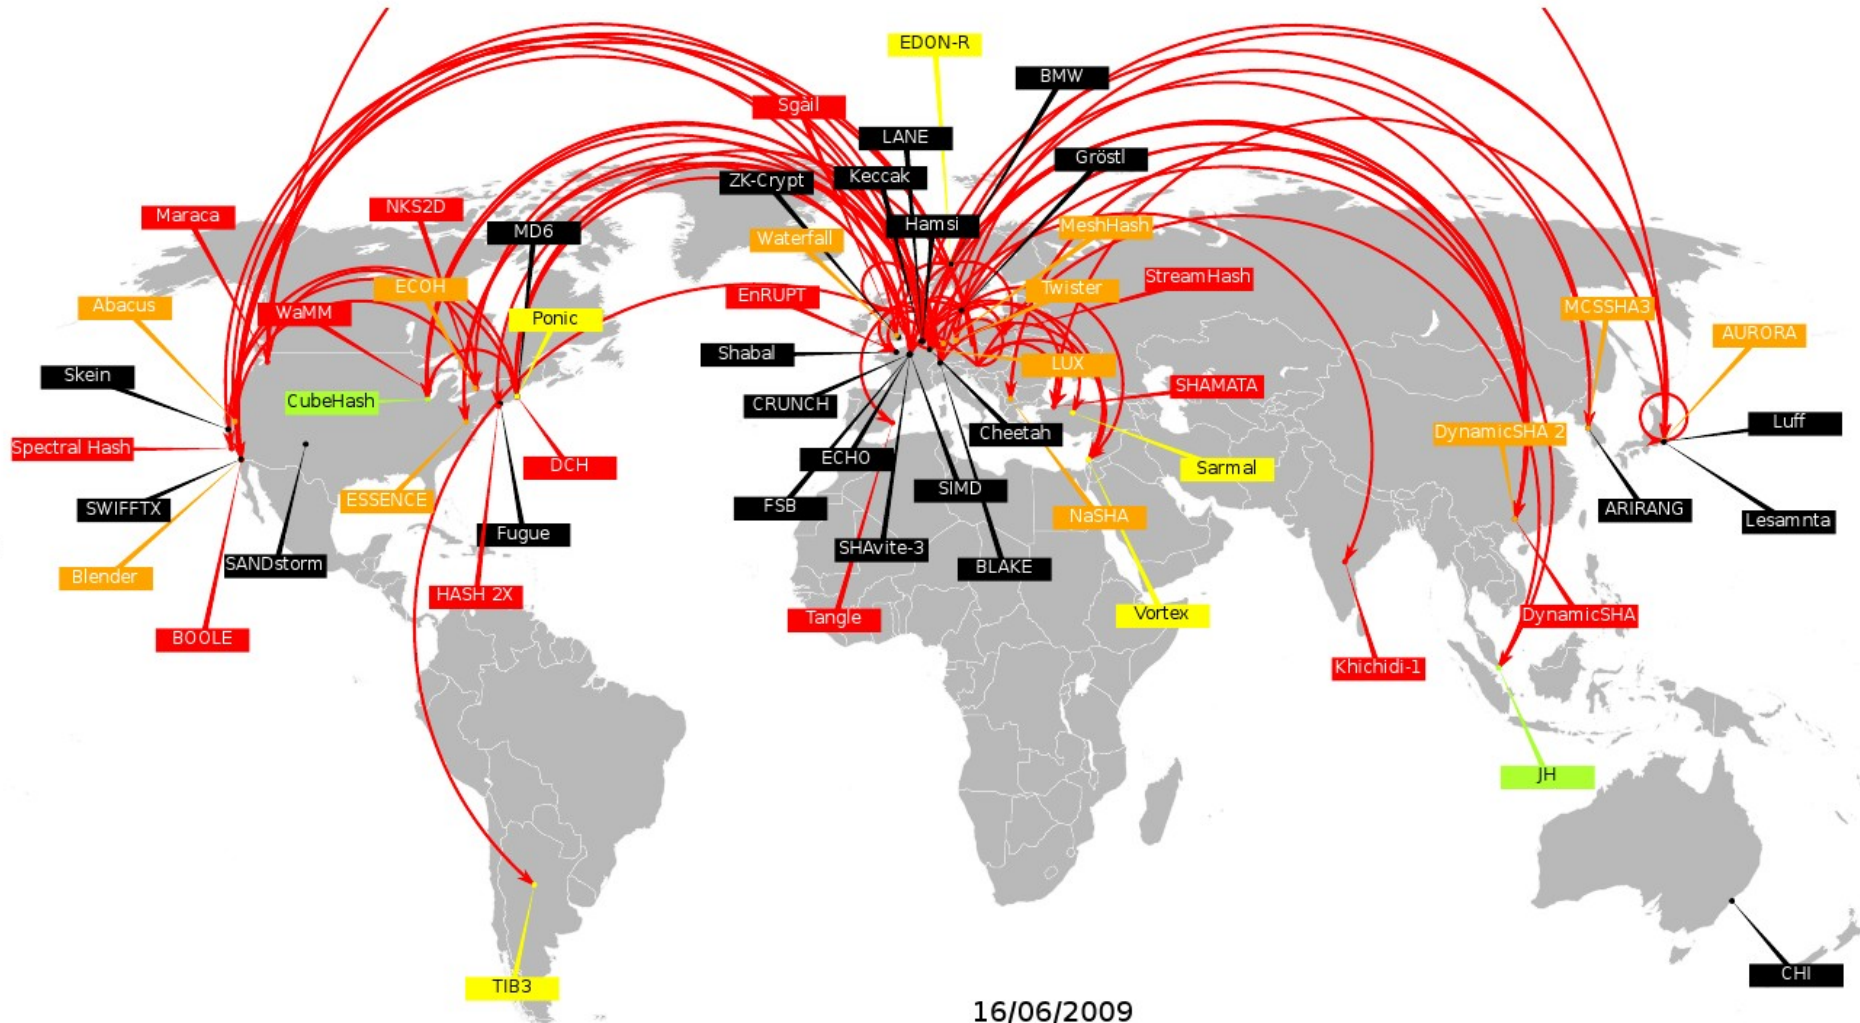 EDON-R
BMW
Sgàil
LANE
Gröstl
Keccak
ZK-Crypt
NKS2D
Maraca
Hamsi
MeshHash
MD6
Waterfall
StreamHash
ECOH
Twister
EnRUPT
Abacus
MCSSHA3
WaMM
Ponic
AURORA
Shabal
LUX
Skein
SHAMATA
CubeHash
CRUNCH
Luff
Cheetah
DynamicSHA 2
Spectral Hash
ECHO
DCH
Sarmal
SIMD
ESSENCE
FSB
SWIFFTX
ARIRANG
NaSHA
Lesamnta
Fugue
SHAvite-3
SANDstorm
BLAKE
Blender
HASH 2X
Vortex
Tangle
DynamicSHA
BOOLE
Khichidi-1
JH
CHI
TIB3
16/06/2009